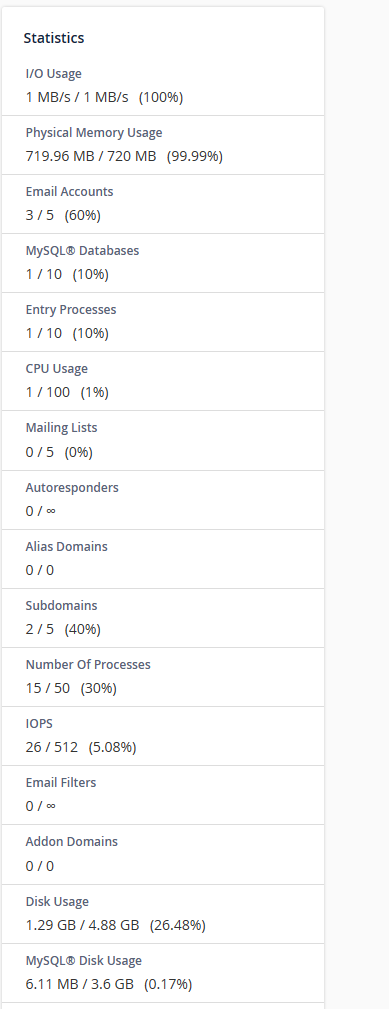 Statistics
I/O Usage
1 MB/s / 1 MB/s (100%)
Physical Memory Usage
719.96 MB / 720 MB (99.99%)
Email Accounts
3 / 5 (60%)
MySQL® Databases
1 / 10 (10%)
Entry Processes
1 / 10 (10%)
CPU Usage
1 / 100 (1%)
Mailing Lists
0 / 5 (0%)
Autoresponders
0 / ∞
Alias Domains
0 / 0
Subdomains
2 / 5 (40%)
Number Of Processes
15 / 50 (30%)
IOPS
26 / 512 (5.08%)
Email Filters
0 / ∞
Addon Domains
0 / 0
Disk Usage
1.29 GB / 4.88 GB (26.48%)
MySQL® Disk Usage
6.11 MB / 3.6 GB (0.17%)